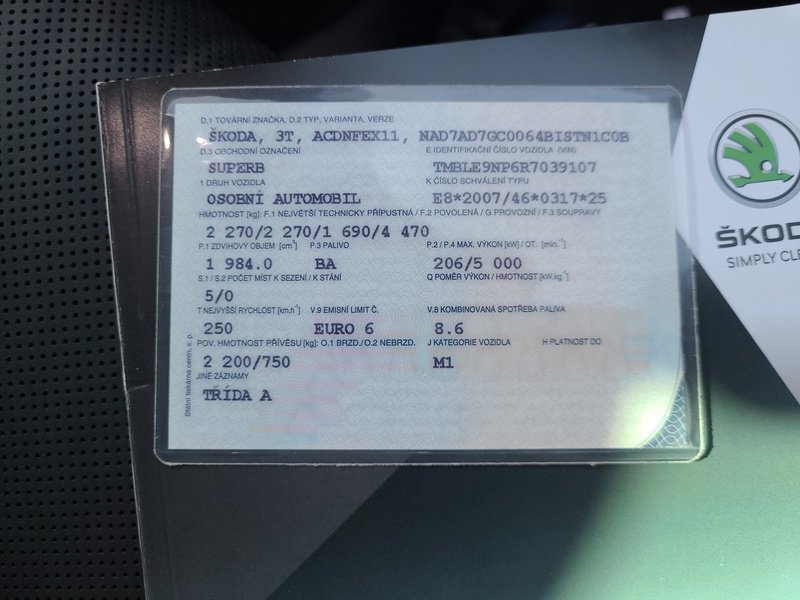 D.1 TOVÁRNÍ ZNAČKA, D.2 TYP, VARIANTA, VERZE
ŠKODA, 3T, ACDNFEX11, NAD7AD7GC0064BISTN1C0B
D.3 OBCHODNÍ OZNAČENÍ E IDENTIFIKAČNÍ ČÍSLO VOZIDLA (VIN)
SUPERB TMBLE9NP6R7039107
1 DRUH VOZIDLA K ČÍSLO SCHVÁLENÍ TYPU
OSOBNÍ AUTOMOBIL E8*2007/46*0317*25
HMOTNOST [kg]: F.1 NEJVĚTŠÍ TECHNICKY PŘÍPUSTNÁ / F.2 POVOLENÁ / G PROVOZNÍ / F.3 SOUPRAVY
2 270/2 270/1 690/4 470
P.1 ZDVIHOVÝ OBJEM [cm³] P.3 PALIVO P.2 / P.4 MAX. VÝKON [kW] / OT. [min.⁻¹]
1 984.0 BA 206/5 000
S.1 / S.2 POČET MÍST K SEZENÍ / K STÁNÍ Q POMĚR VÝKON / HMOTNOST [kW.kg⁻¹]
5/0
T NEJVYŠŠÍ RYCHLOST [km.h⁻¹] V.9 EMISNÍ LIMIT Č. V.8 KOMBINOVANÁ SPOTŘEBA PALIVA
250 EURO 6 8.6
POV. HMOTNOST PŘÍVĚSU [kg]: O.1 BRZD./O.2 NEBRZD. J KATEGORIE VOZIDLA H PLATNOST DO
2 200/750 M1
JINÉ ZÁZNAMY
TŘÍDA A
Státní tiskárna cenin, s. p.
ŠKOD
SIMPLY CLE